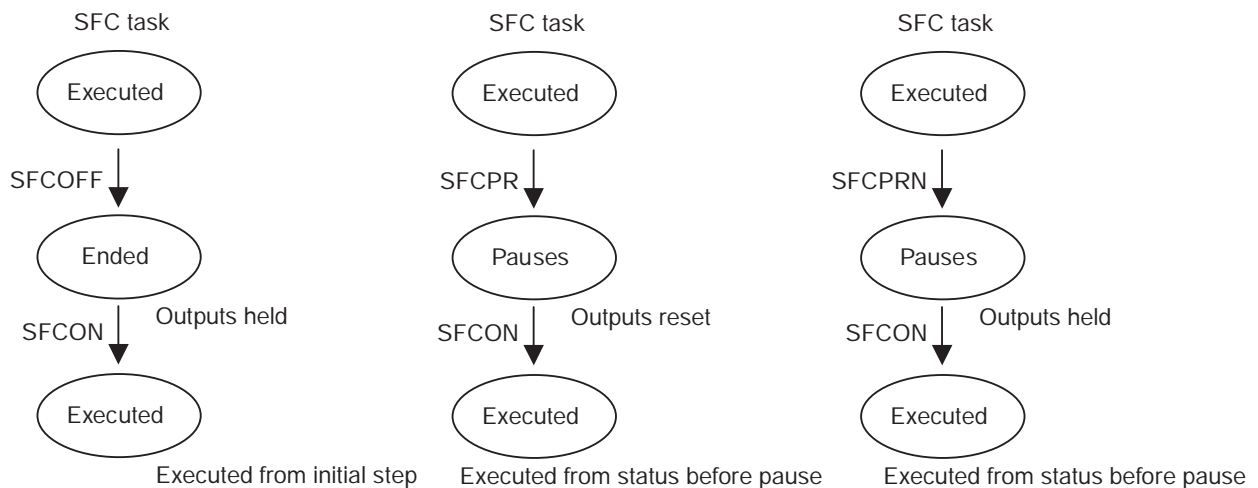 SFC task
Executed
SFCOFF
Ended
Outputs held
SFCON
Executed
Executed from initial step
SFC task
Executed
SFCPR
Pauses
Outputs reset
SFCON
Executed
Executed from status before pause
SFC task
Executed
SFCPRN
Pauses
Outputs held
SFCON
Executed
Executed from status before pause